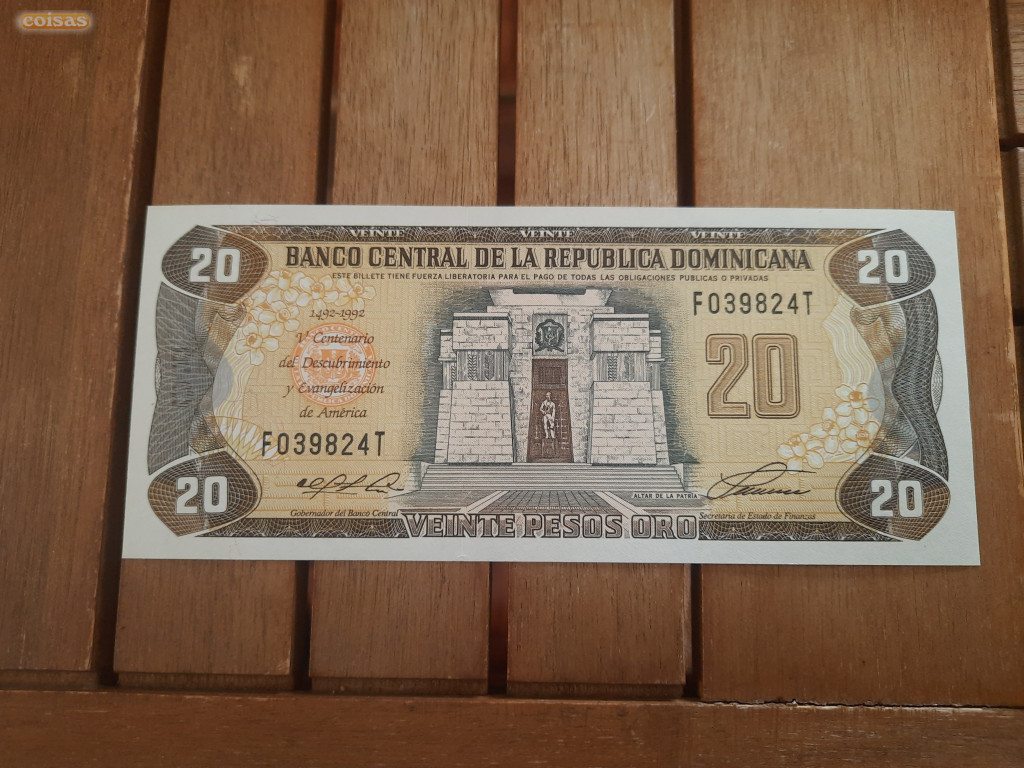 coisas
VEINTE VEINTE VEINTE
20 BANCO CENTRAL DE LA REPUBLICA DOMINICANA 20
ESTE BILLETE TIENE FUERZA LIBERATORIA PARA EL PAGO DE TODAS LAS OBLIGACIONES PUBLICAS O PRIVADAS
F039824T
1492-1992
Vº Centenario
del Descubrimiento
y Evangelización
de América
20
F039824T
20 20
ALTAR DE LA PATRIA
Gobernador del Banco Central
Secretario de Estado de Finanzas
VEINTE PESOS ORO